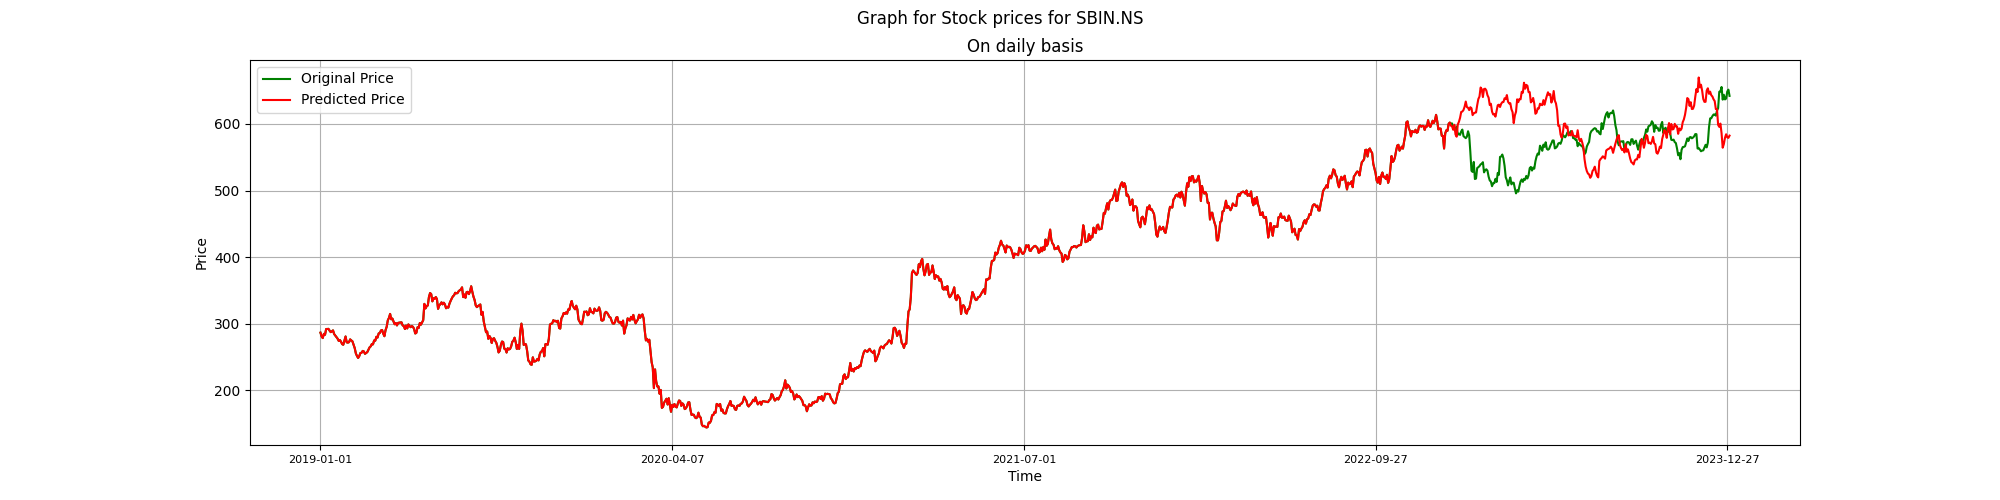 Graph for Stock prices for SBIN.NS
On daily basis
Original Price
Predicted Price
Price
600
500
400
300
200
2019-01-01
2020-04-07
2021-07-01
2022-09-27
2023-12-27
Time